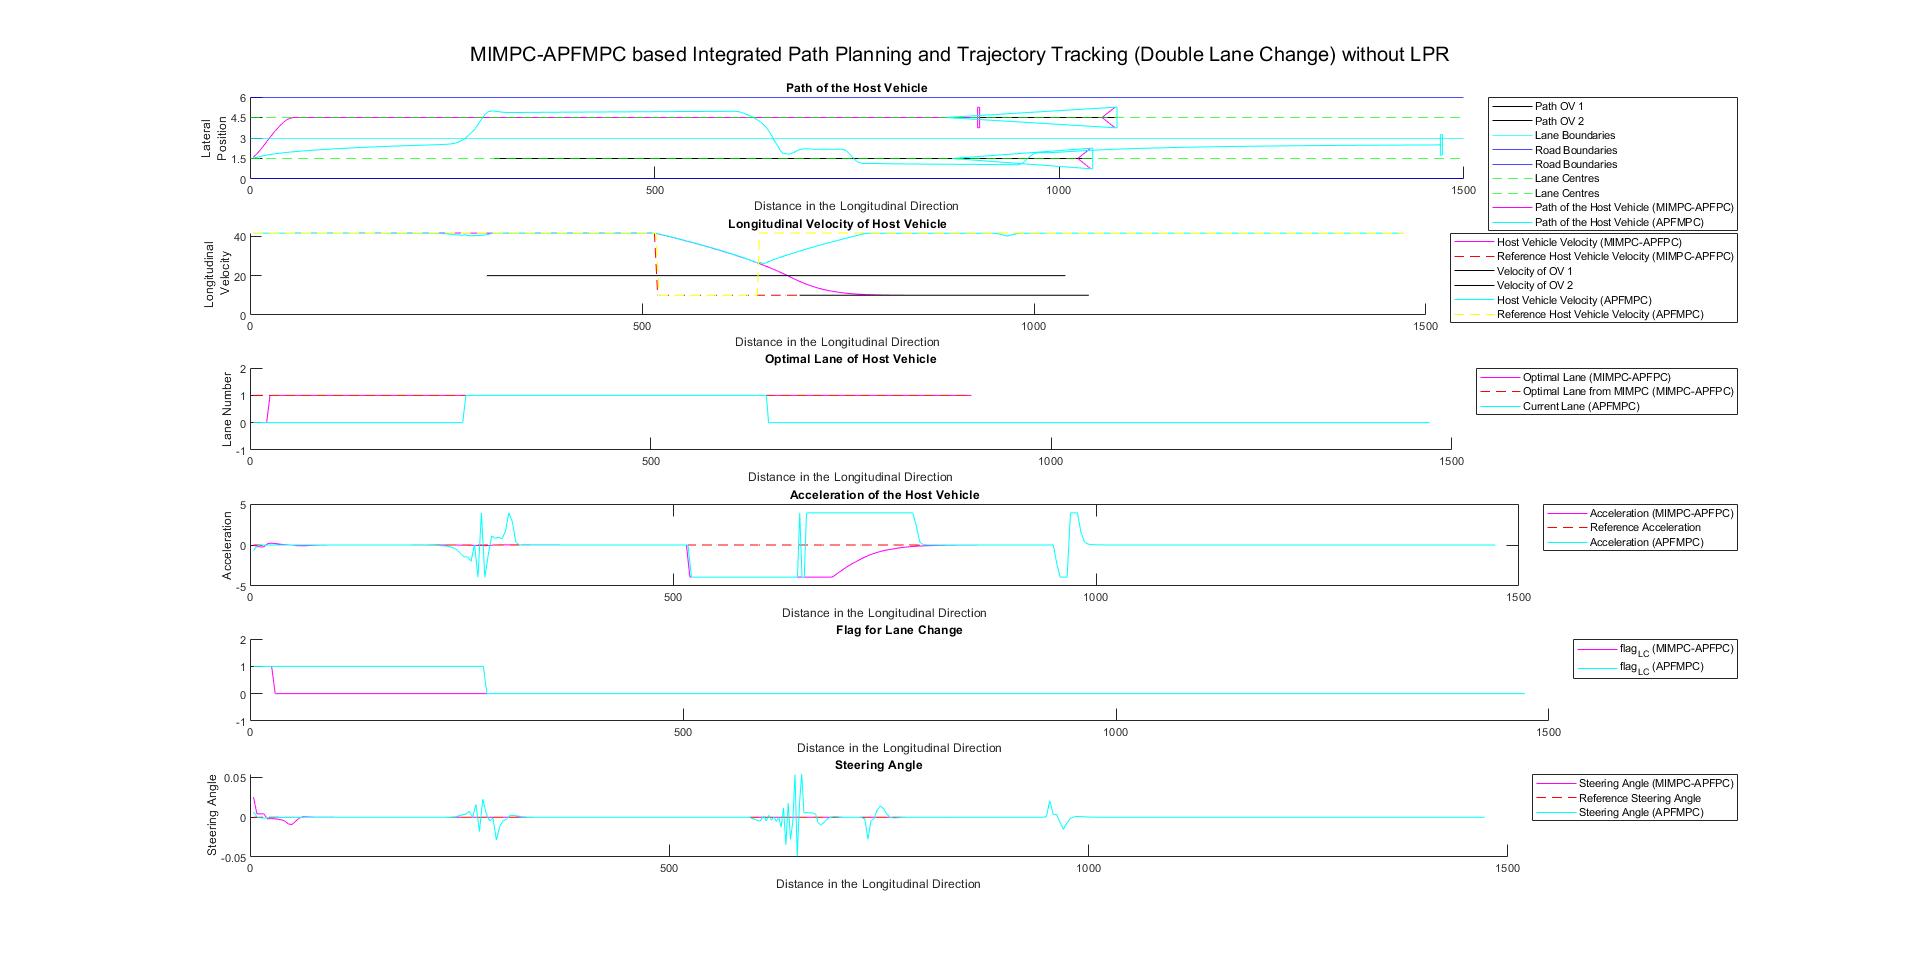 MIMPC-APFMPC based Integrated Path Planning and Trajectory Tracking (Double Lane Change) without LPR
Path of the Host Vehicle
Lateral
Position
6
4.5
3
1.5
0
0
500
1000
1500
Distance in the Longitudinal Direction
Path OV 1
Path OV 2
Lane Boundaries
Road Boundaries
Road Boundaries
Lane Centres
Lane Centres
Path of the Host Vehicle (MIMPC-APFPC)
Path of the Host Vehicle (APFMPC)
Longitudinal Velocity of Host Vehicle
Longitudinal
Velocity
40
20
0
0
500
1000
1500
Distance in the Longitudinal Direction
Host Vehicle Velocity (MIMPC-APFPC)
Reference Host Vehicle Velocity (MIMPC-APFPC)
Velocity of OV 1
Velocity of OV 2
Host Vehicle Velocity (APFMPC)
Reference Host Vehicle Velocity (APFMPC)
Optimal Lane of Host Vehicle
Lane Number
2
1
0
-1
0
500
1000
1500
Distance in the Longitudinal Direction
Optimal Lane (MIMPC-APFPC)
Optimal Lane from MIMPC (MIMPC-APFPC)
Current Lane (APFMPC)
Acceleration of the Host Vehicle
Acceleration
5
0
-5
0
500
1000
1500
Distance in the Longitudinal Direction
Acceleration (MIMPC-APFPC)
Reference Acceleration
Acceleration (APFMPC)
Flag for Lane Change
2
1
0
-1
0
500
1000
1500
Distance in the Longitudinal Direction
flag LC (MIMPC-APFPC)
flag LC (APFMPC)
Steering Angle
Steering Angle
0.05
0
-0.05
0
500
1000
1500
Distance in the Longitudinal Direction
Steering Angle (MIMPC-APFPC)
Reference Steering Angle
Steering Angle (APFMPC)